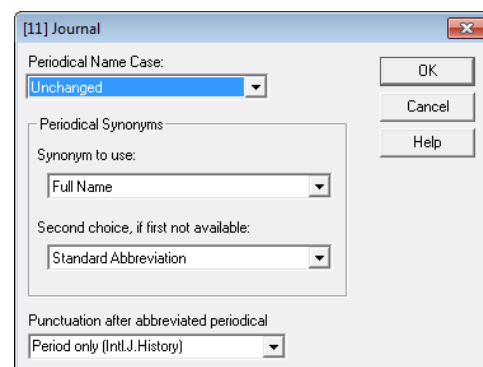 [11] Journal
Periodical Name Case:
Unchanged
OK
Cancel
Help
Periodical Synonyms
Synonym to use:
Full Name
Second choice, if first not available:
Standard Abbreviation
Punctuation after abbreviated periodical
Period only (Intl.J.History)